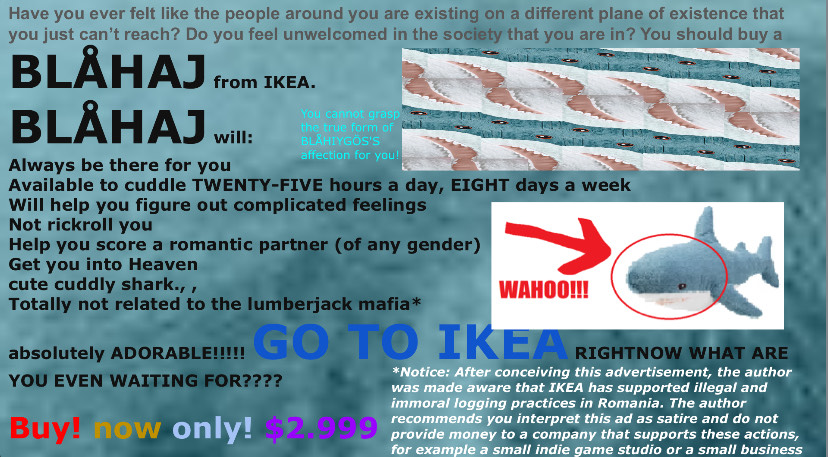 Have you ever felt like the people around you are existing on a different plane of existence that
you just can't reach? Do you feel unwelcomed in the society that you are in? You should buy a
BLÅHAJ from IKEA.
BLÅHAJ will:
You cannot grasp
the true form of
BLÅHIYGÖS'S
affection for you!
Always be there for you
Available to cuddle TWENTY-FIVE hours a day, EIGHT days a week
Will help you figure out complicated feelings
Not rickroll you
Help you score a romantic partner (of any gender)
Get you into Heaven
cute cuddly shark., ,
Totally not related to the lumberjack mafia*
WAHOO!!!
absolutely ADORABLE!!!!! GO TO IKEA RIGHTNOW WHAT ARE
YOU EVEN WAITING FOR????
Buy! now only! $2.999
*Notice: After conceiving this advertisement, the author
was made aware that IKEA has supported illegal and
immoral logging practices in Romania. The author
recommends you interpret this ad as satire and do not
provide money to a company that supports these actions,
for example a small indie game studio or a small business